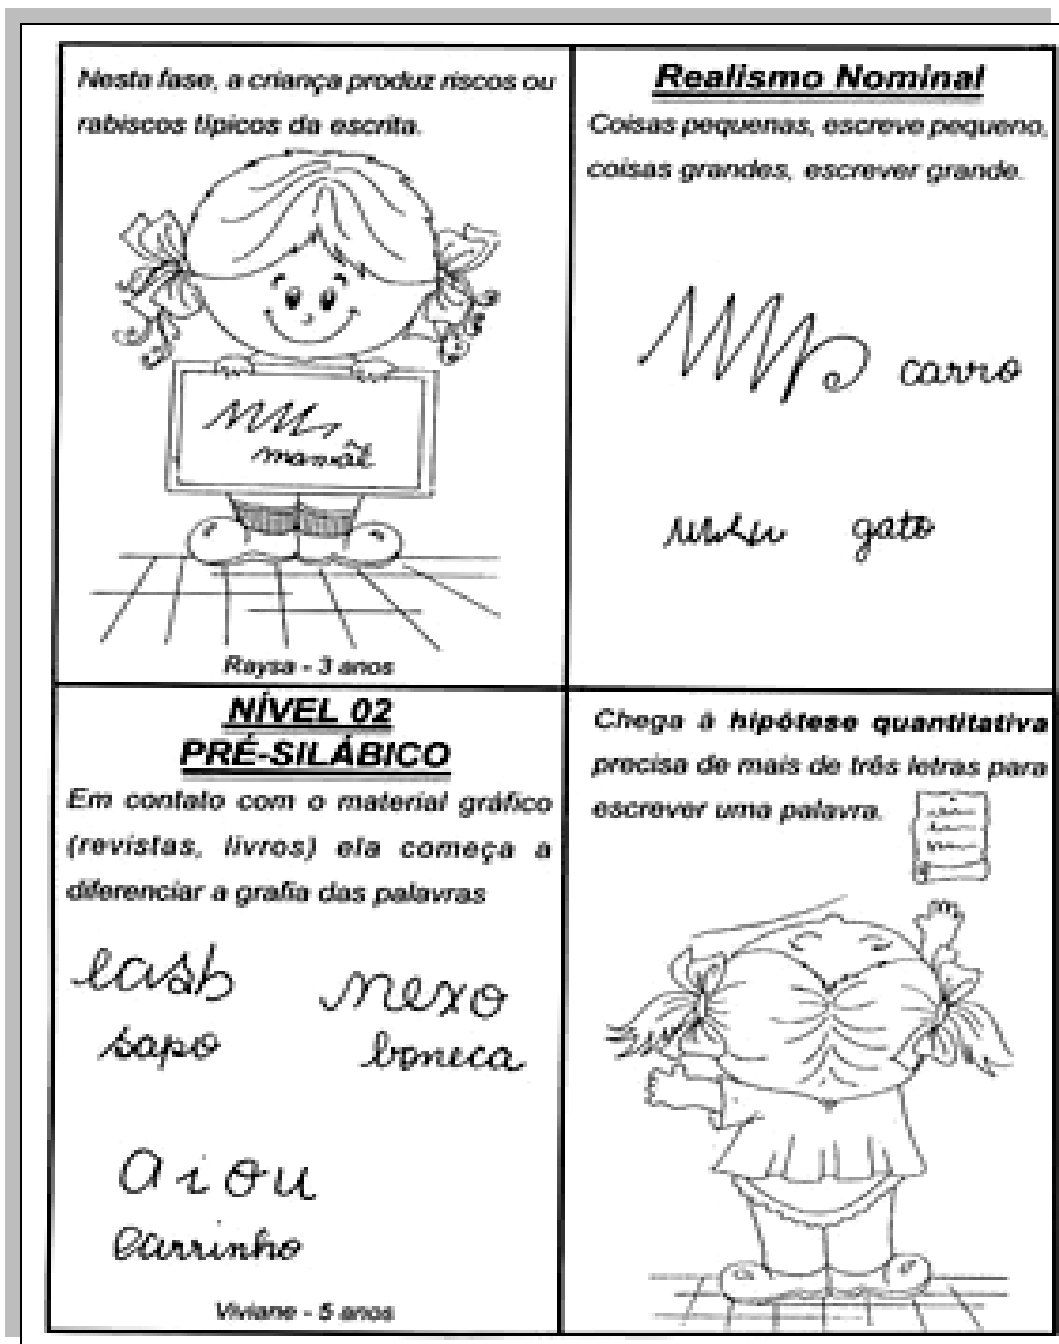 Nesta fase, a criança produz riscos ou
rabiscos típicos da escrita.
mamãe
Raysa - 3 anos
Realismo Nominal
Coisas pequenas, escreve pequeno,
coisas grandes, escrever grande.
carro
gato
NÍVEL 02
PRÉ-SILÁBICO
Em contato com o material gráfico
(revistas, livros) ela começa a
diferenciar a grafia das palavras
easb
nexo
sapo
boneca
aiou
carrinho
Viviane - 5 anos
Chega à hipótese quantitativa
precisa de mais de três letras para
escrever uma palavra.